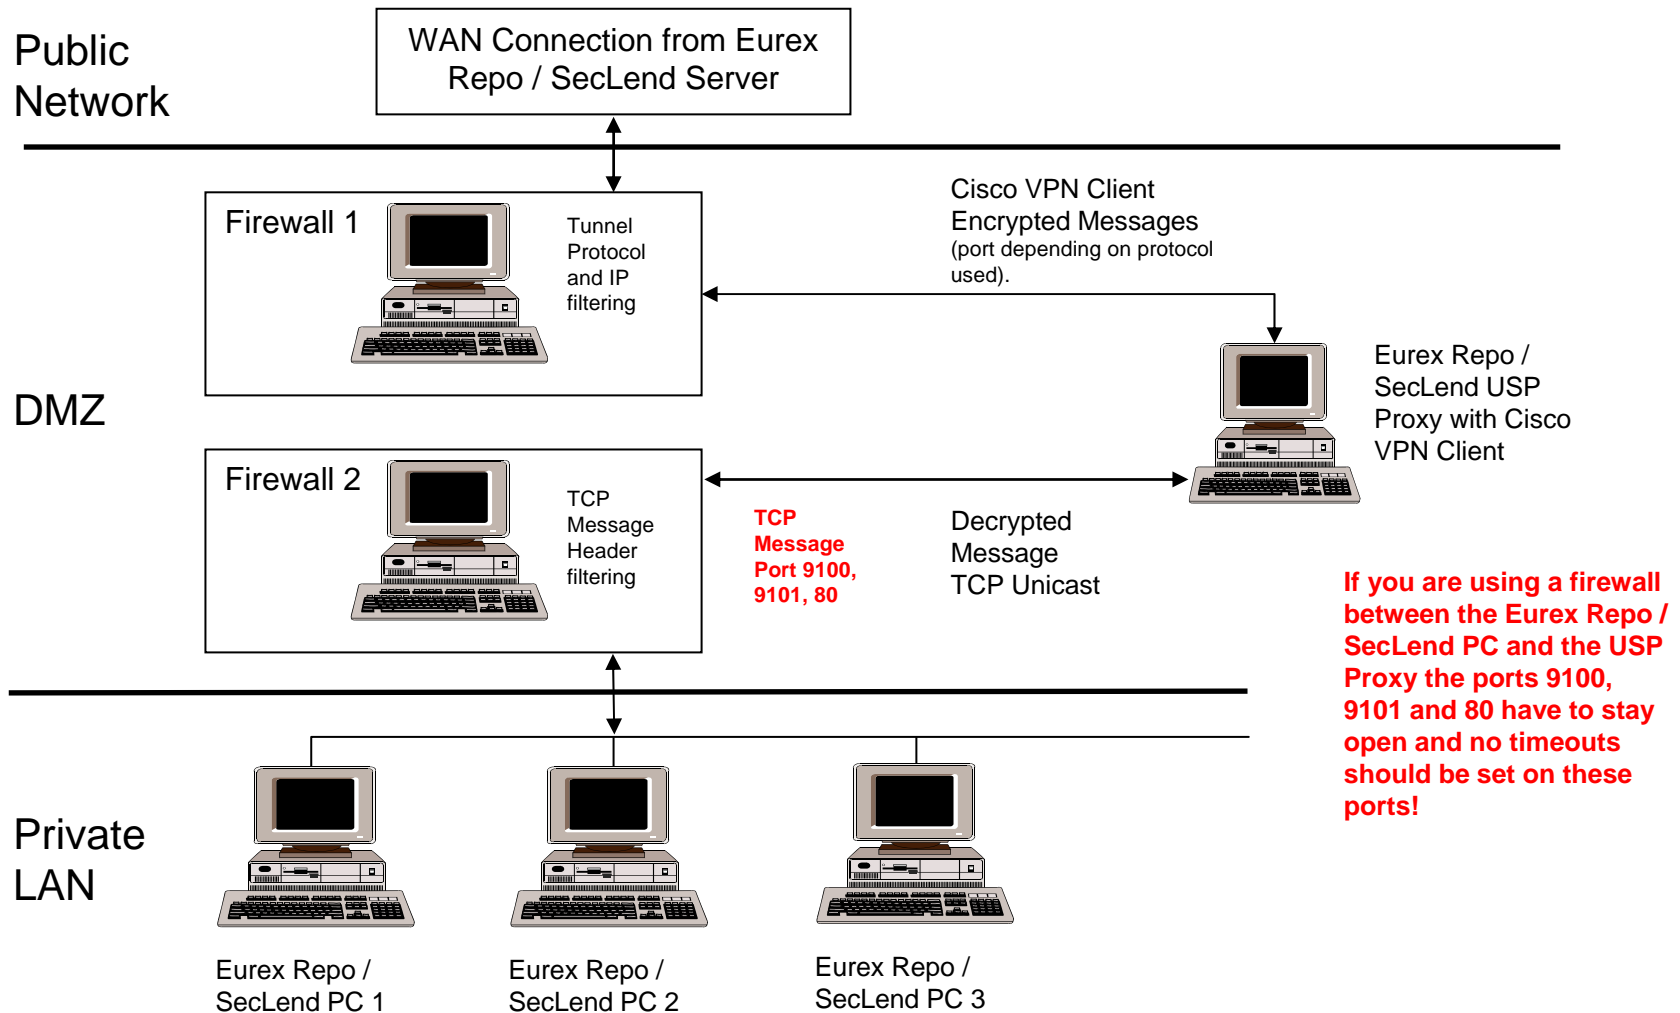 Public
Network
WAN Connection from Eurex
Repo / SecLend Server
Firewall 1
Tunnel
Protocol
and IP
filtering
Cisco VPN Client
Encrypted Messages
(port depending on protocol
used).
DMZ
Eurex Repo /
SecLend USP
Proxy with Cisco
VPN Client
Firewall 2
TCP
Message
Header
filtering
TCP
Message
Port 9100,
9101, 80
Decrypted
Message
TCP Unicast
If you are using a firewall
between the Eurex Repo /
SecLend PC and the USP
Proxy the ports 9100,
9101 and 80 have to stay
open and no timeouts
should be set on these
ports!
Private
LAN
Eurex Repo /
SecLend PC 1
Eurex Repo /
SecLend PC 2
Eurex Repo /
SecLend PC 3